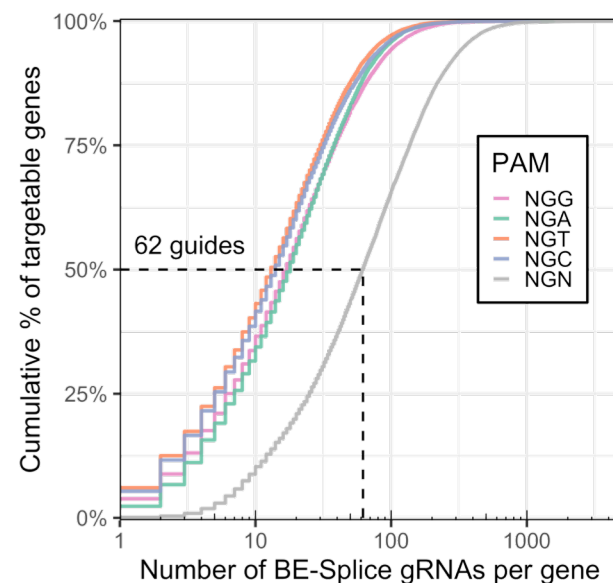 100%
75%
50%
25%
0%
Cumulative % of targetable genes
62 guides
PAM
NGG
NGA
NGT
NGC
NGN
1
10
100
1000
Number of BE-Splice gRNAs per gene